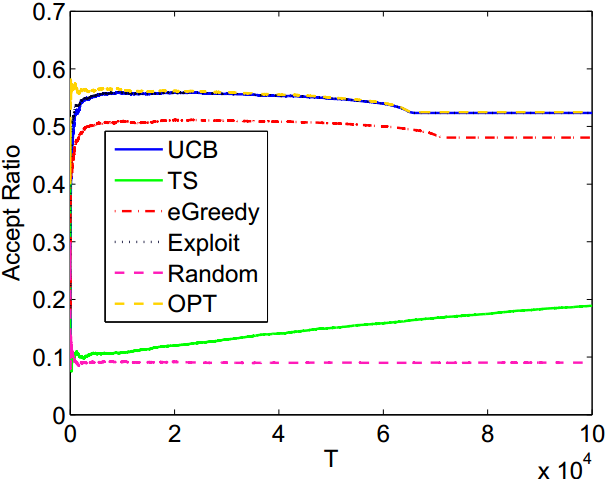 0.7
0.6
0.5
0.4
0.3
0.2
0.1
0
Accept Ratio
UCB
TS
eGreedy
Exploit
Random
OPT
0 2 4 6 8 10
T
x 10^4